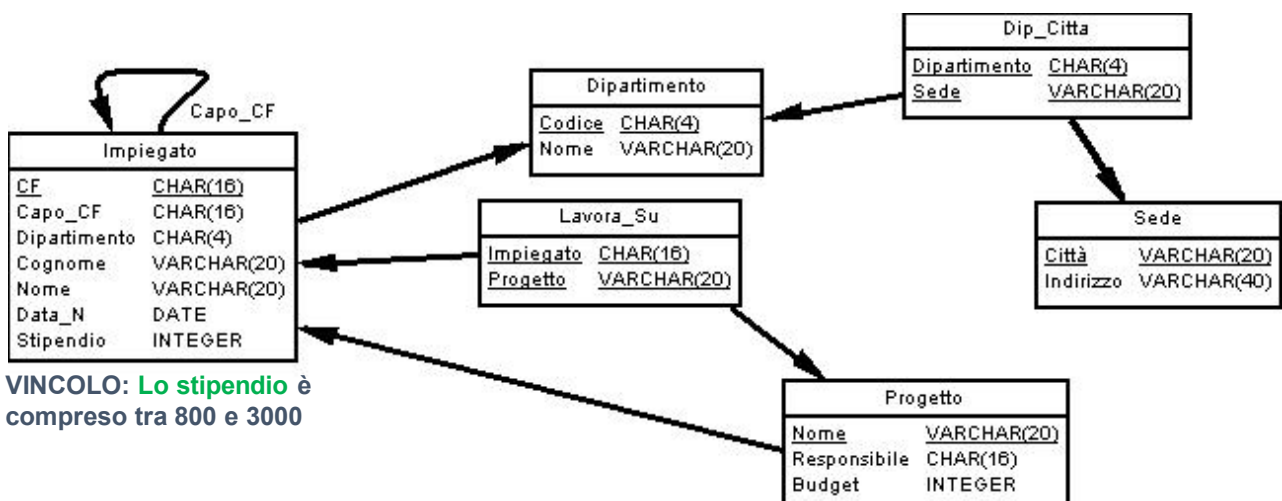 Dip_Citta
Dipartimento CHAR(4)
Sede VARCHAR(20)
Dipartimento
Codice CHAR(4)
Nome VARCHAR(20)
Capo_CF
Impiegato
CF CHAR(16)
Capo_CF CHAR(16)
Dipartimento CHAR(4)
Cognome VARCHAR(20)
Nome VARCHAR(20)
Data_N DATE
Stipendio INTEGER
Lavora_Su
Impiegato CHAR(16)
Progetto VARCHAR(20)
Sede
Città VARCHAR(20)
Indirizzo VARCHAR(40)
VINCOLO: Lo stipendio è
compreso tra 800 e 3000
Progetto
Nome VARCHAR(20)
Responsibile CHAR(16)
Budget INTEGER